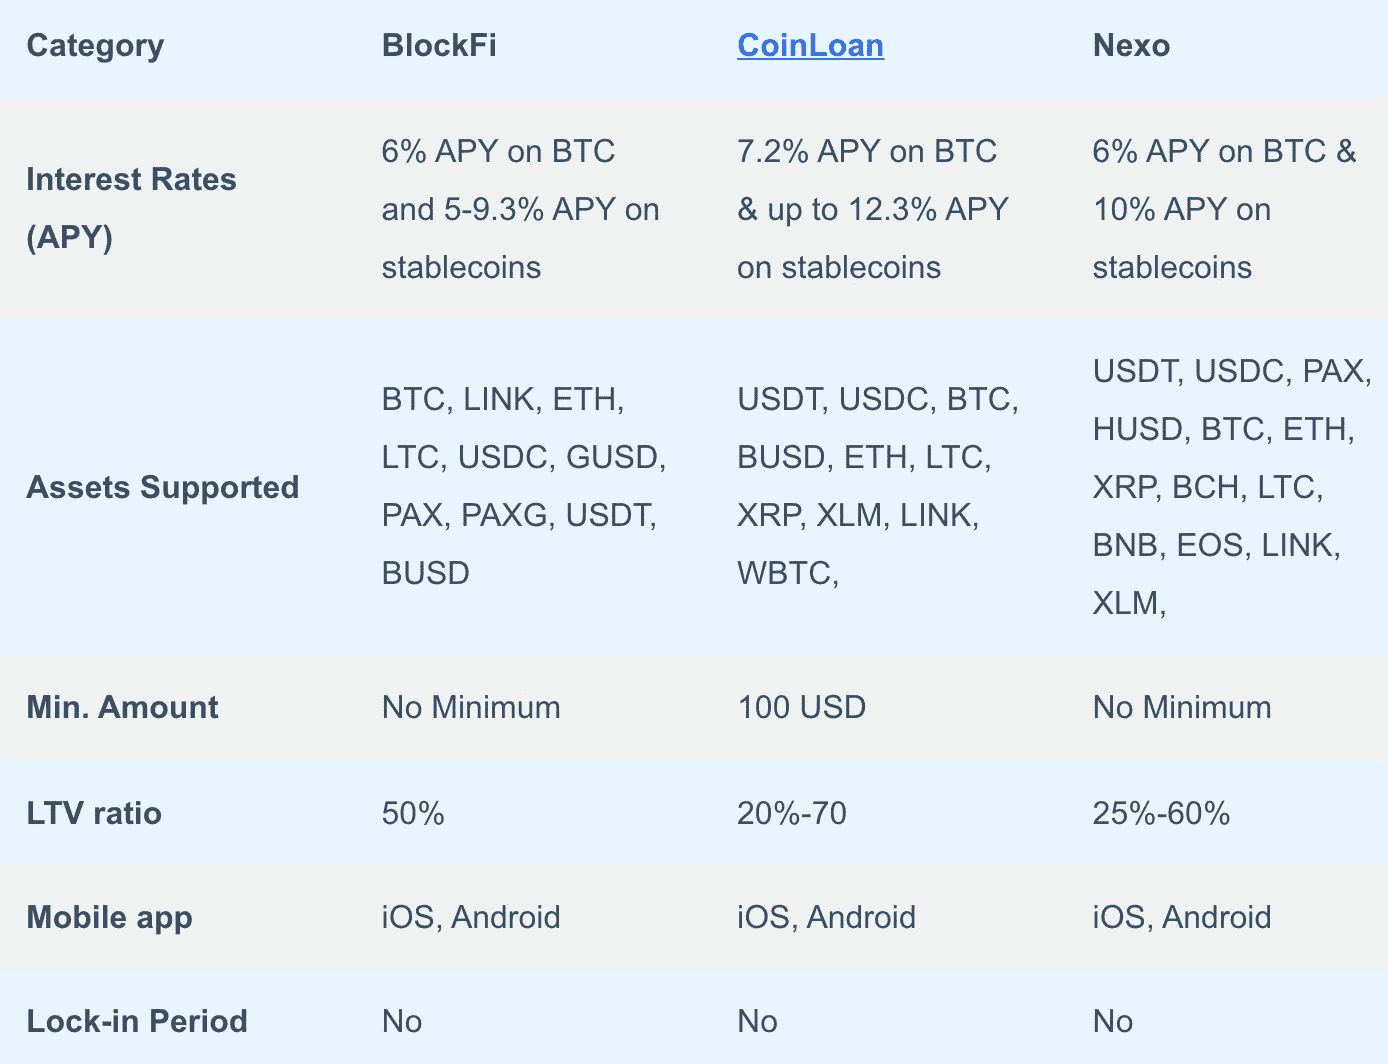 Category BlockFi CoinLoan Nexo
Interest Rates
(APY)
6% APY on BTC
and 5-9.3% APY on
stablecoins
7.2% APY on BTC
& up to 12.3% APY
on stablecoins
6% APY on BTC &
10% APY on
stablecoins
Assets Supported
BTC, LINK, ETH,
LTC, USDC, GUSD,
PAX, PAXG, USDT,
BUSD
USDT, USDC, BTC,
BUSD, ETH, LTC,
XRP, XLM, LINK,
WBTC,
USDT, USDC, PAX,
HUSD, BTC, ETH,
XRP, BCH, LTC,
BNB, EOS, LINK,
XLM,
Min. Amount No Minimum 100 USD No Minimum
LTV ratio 50% 20%-70 25%-60%
Mobile app iOS, Android iOS, Android iOS, Android
Lock-in Period No No No